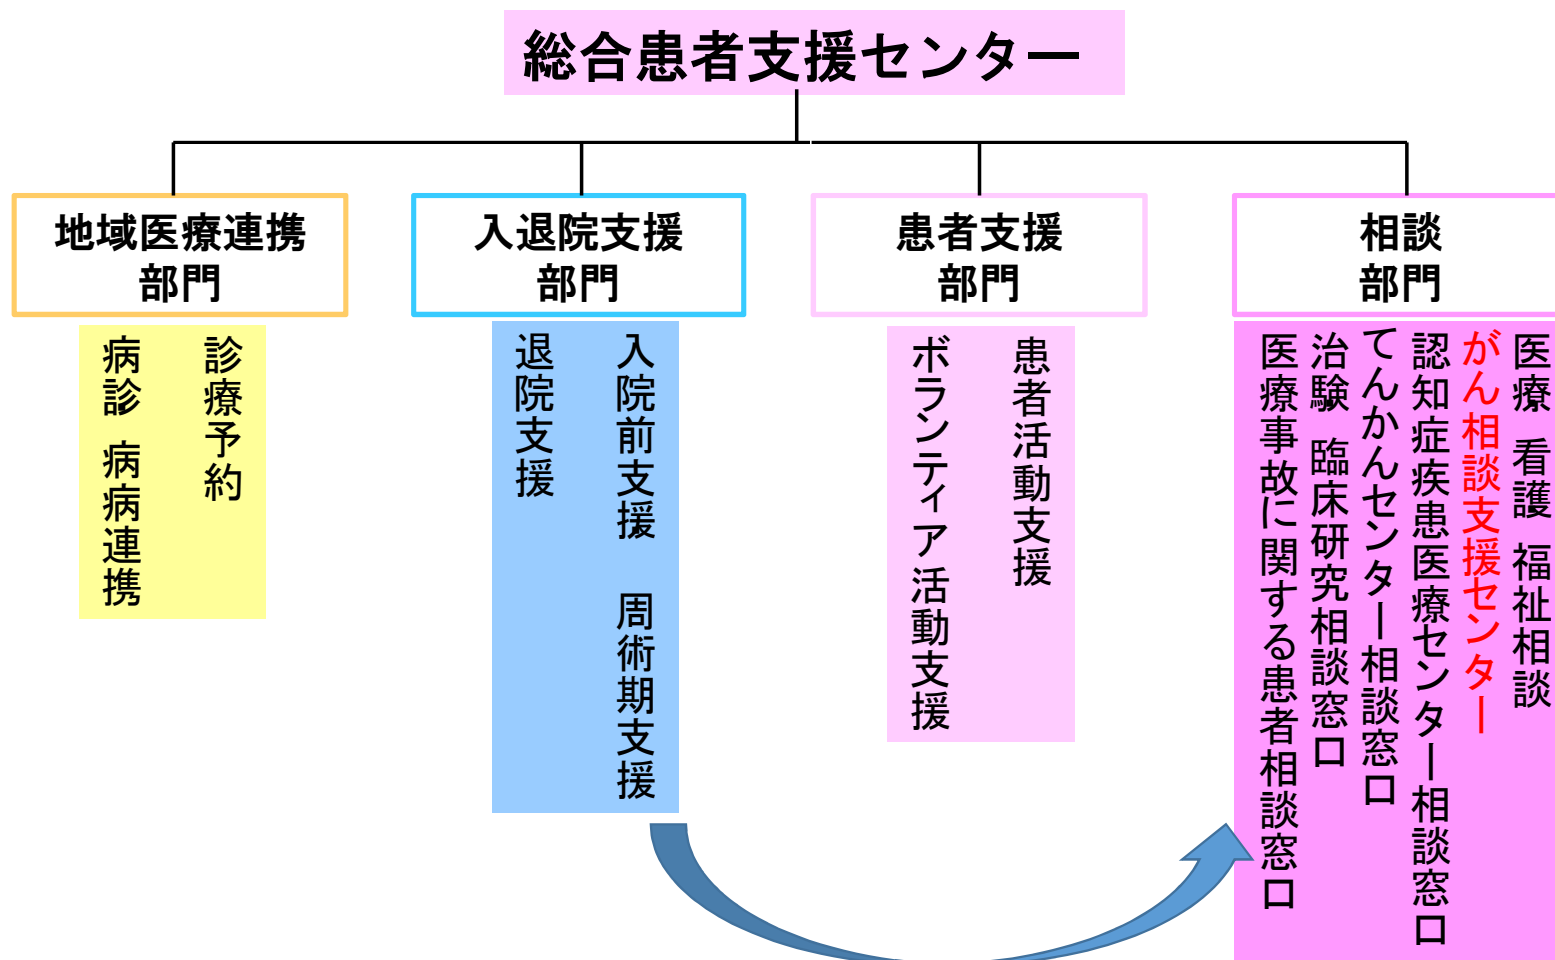 総合患者支援センター
地域医療連携
部門
診療予約
病診 病病連携
入退院支援
部門
入院前支援 周術期支援
退院支援
患者支援
部門
患者活動支援
ボランティア活動支援
相談
部門
医療 看護 福祉相談
がん相談支援センター
認知症疾患医療センター相談窓口
てんかんセンター相談窓口
治験 臨床研究相談窓口
医療事故に関する患者相談窓口